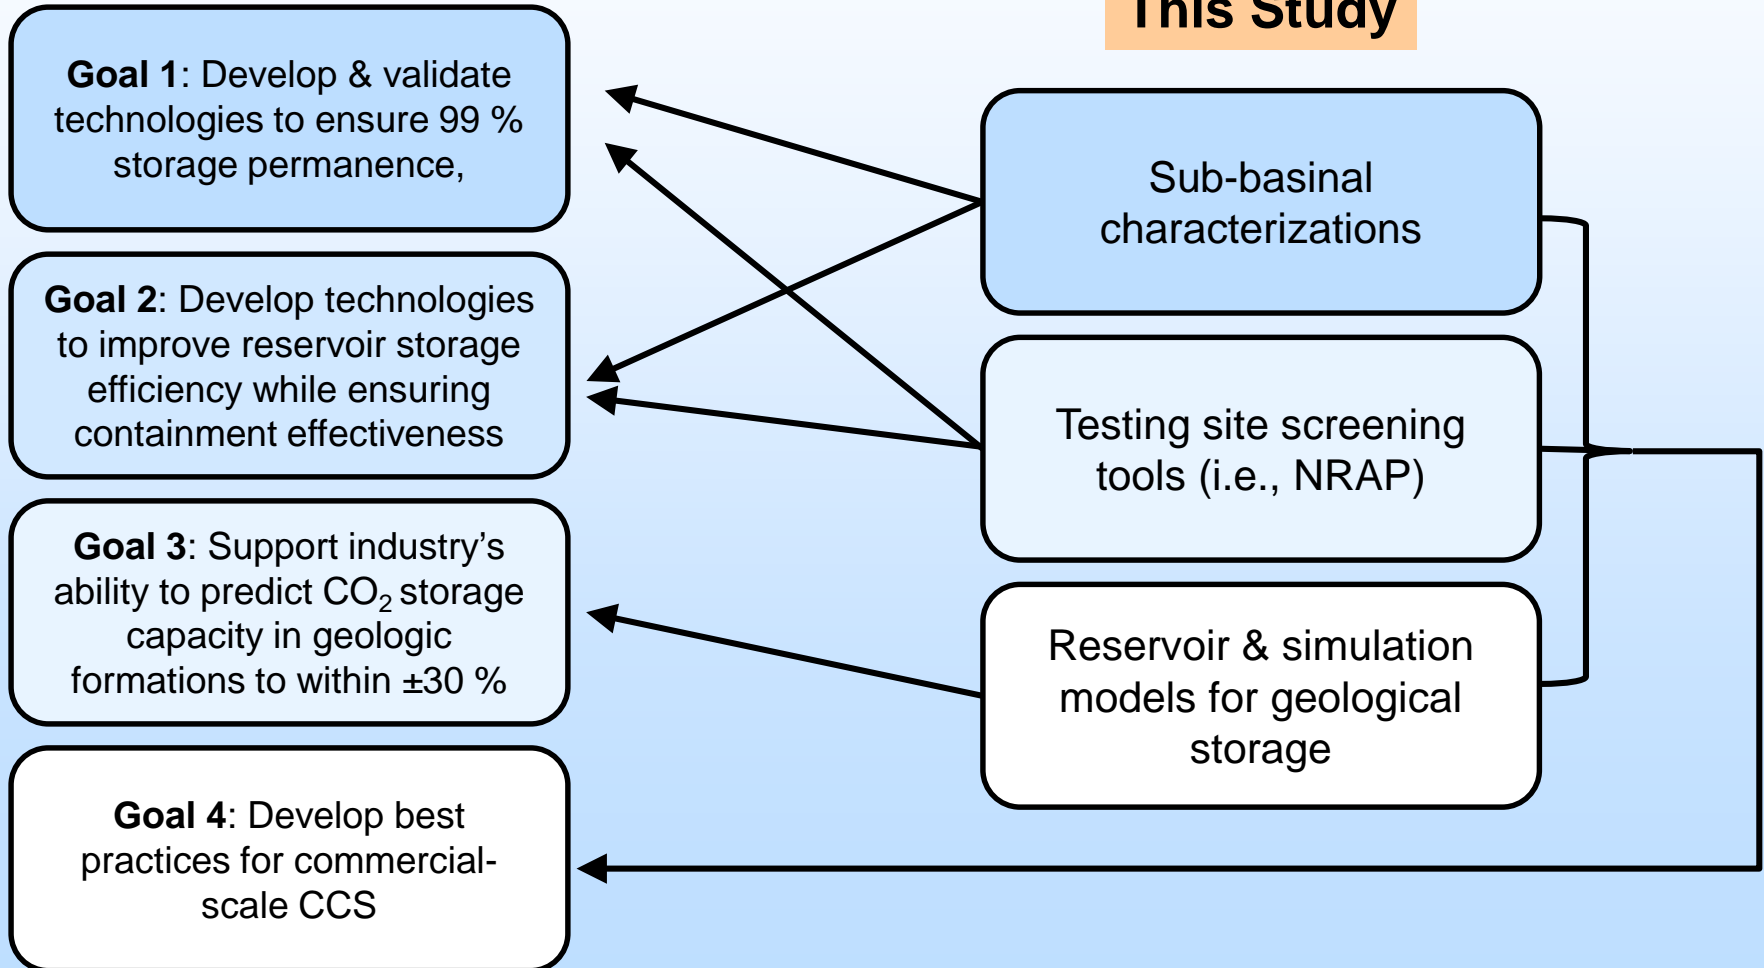 This Study
Goal 1: Develop & validate
technologies to ensure 99 %
storage permanence,
Goal 2: Develop technologies
to improve reservoir storage
efficiency while ensuring
containment effectiveness
Goal 3: Support industry’s
ability to predict CO₂ storage
capacity in geologic
formations to within ±30 %
Goal 4: Develop best
practices for commercial-
scale CCS
Sub-basinal
characterizations
Testing site screening
tools (i.e., NRAP)
Reservoir & simulation
models for geological
storage